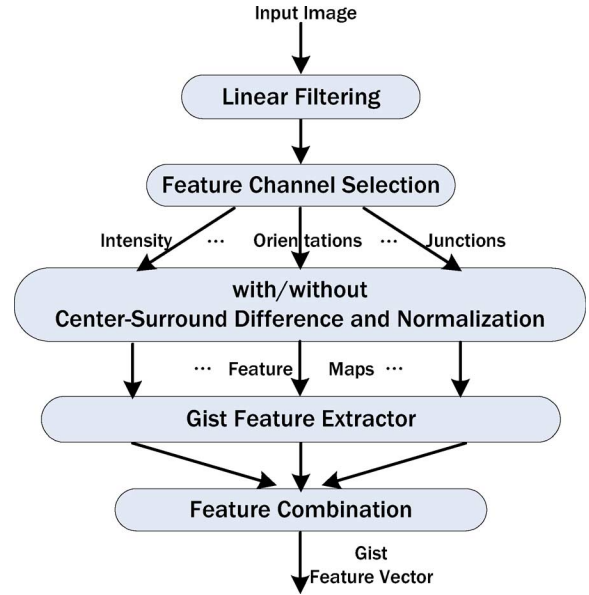 Input Image
Linear Filtering
Feature Channel Selection
Intensity ... Orientations ... Junctions
with/without
Center-Surround Difference and Normalization
... Feature Maps ...
Gist Feature Extractor
Feature Combination
Gist
Feature Vector